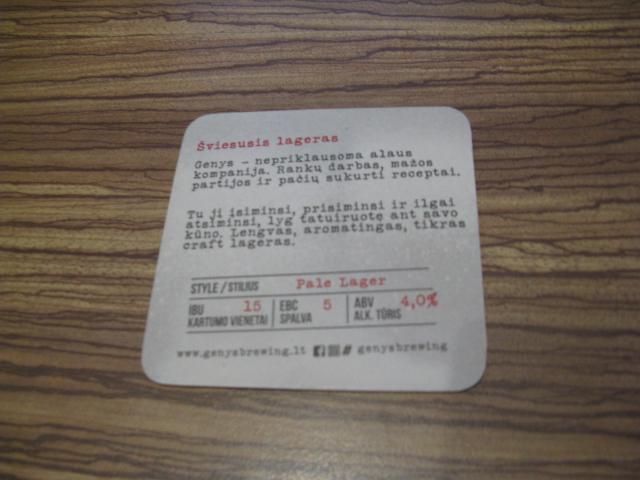 Šviesusis lageras
Genys – nepriklausoma alaus
kompanija. Rankų darbas, mažos
partijos ir pačių sukurti receptai.
Tu jį įsiminsi, prisiminsi ir ilgai
atsiminsi, lyg tatuiruotę ant savo
kūno. Lengvas, aromatingas, tikras
craft lageras.
STYLE / STILIUS Pale Lager
IBU 15 EBC 5 ABV 4,0%
KARTUMO VIENETAI SPALVA ALK. TŪRIS
www.genysbrewing.lt f # genysbrewing